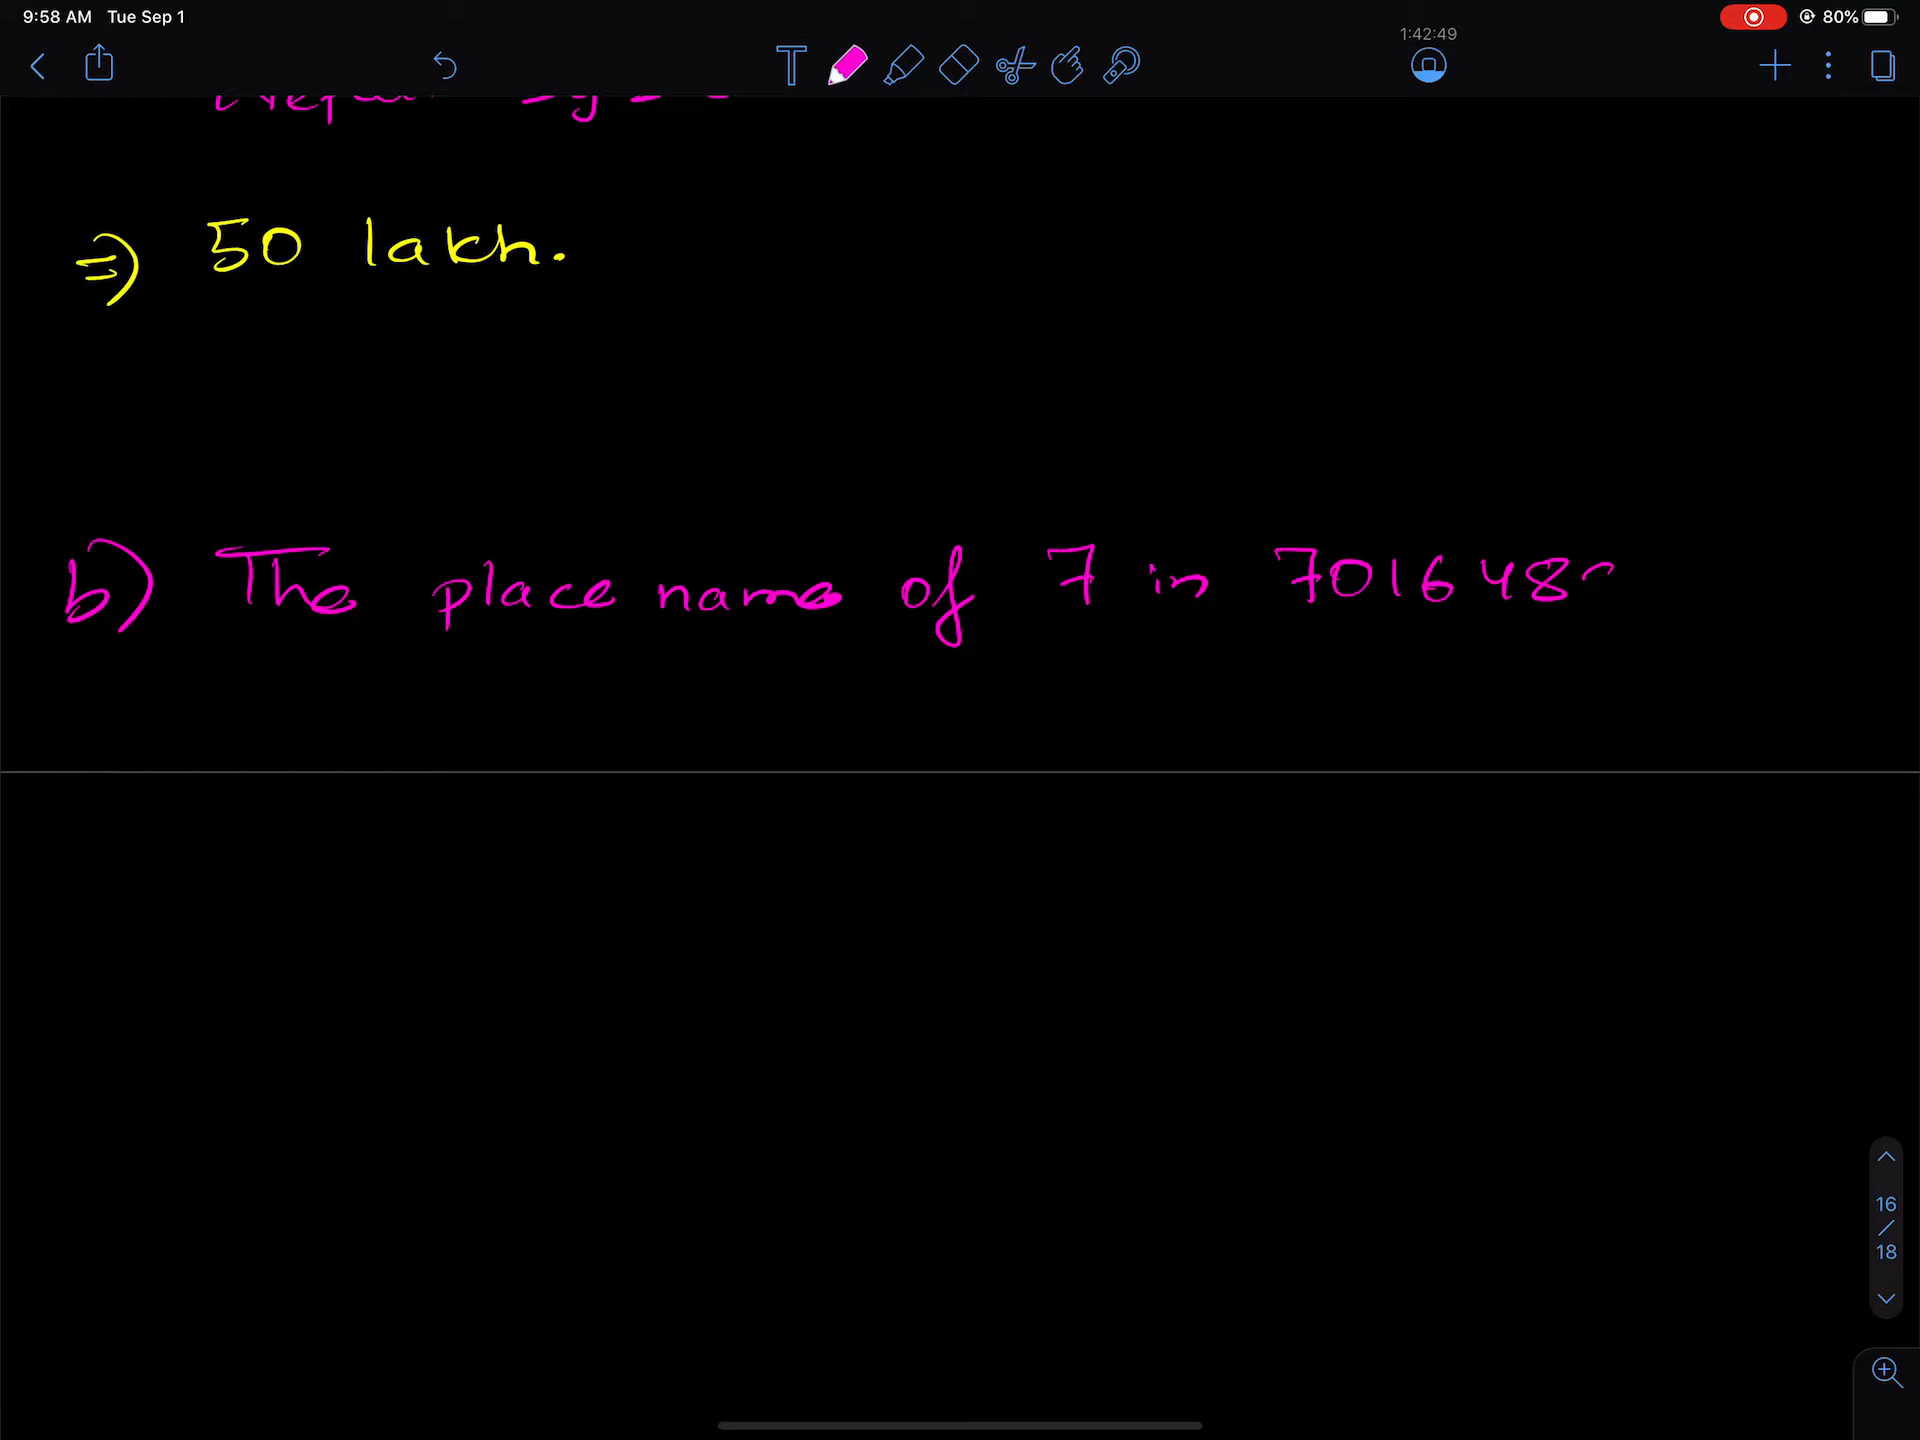 9:58 AM Tue Sep 1
80%
1:42:49
⇒) 50 lakh.
b) The place name of 7 in 701648
16
/
18